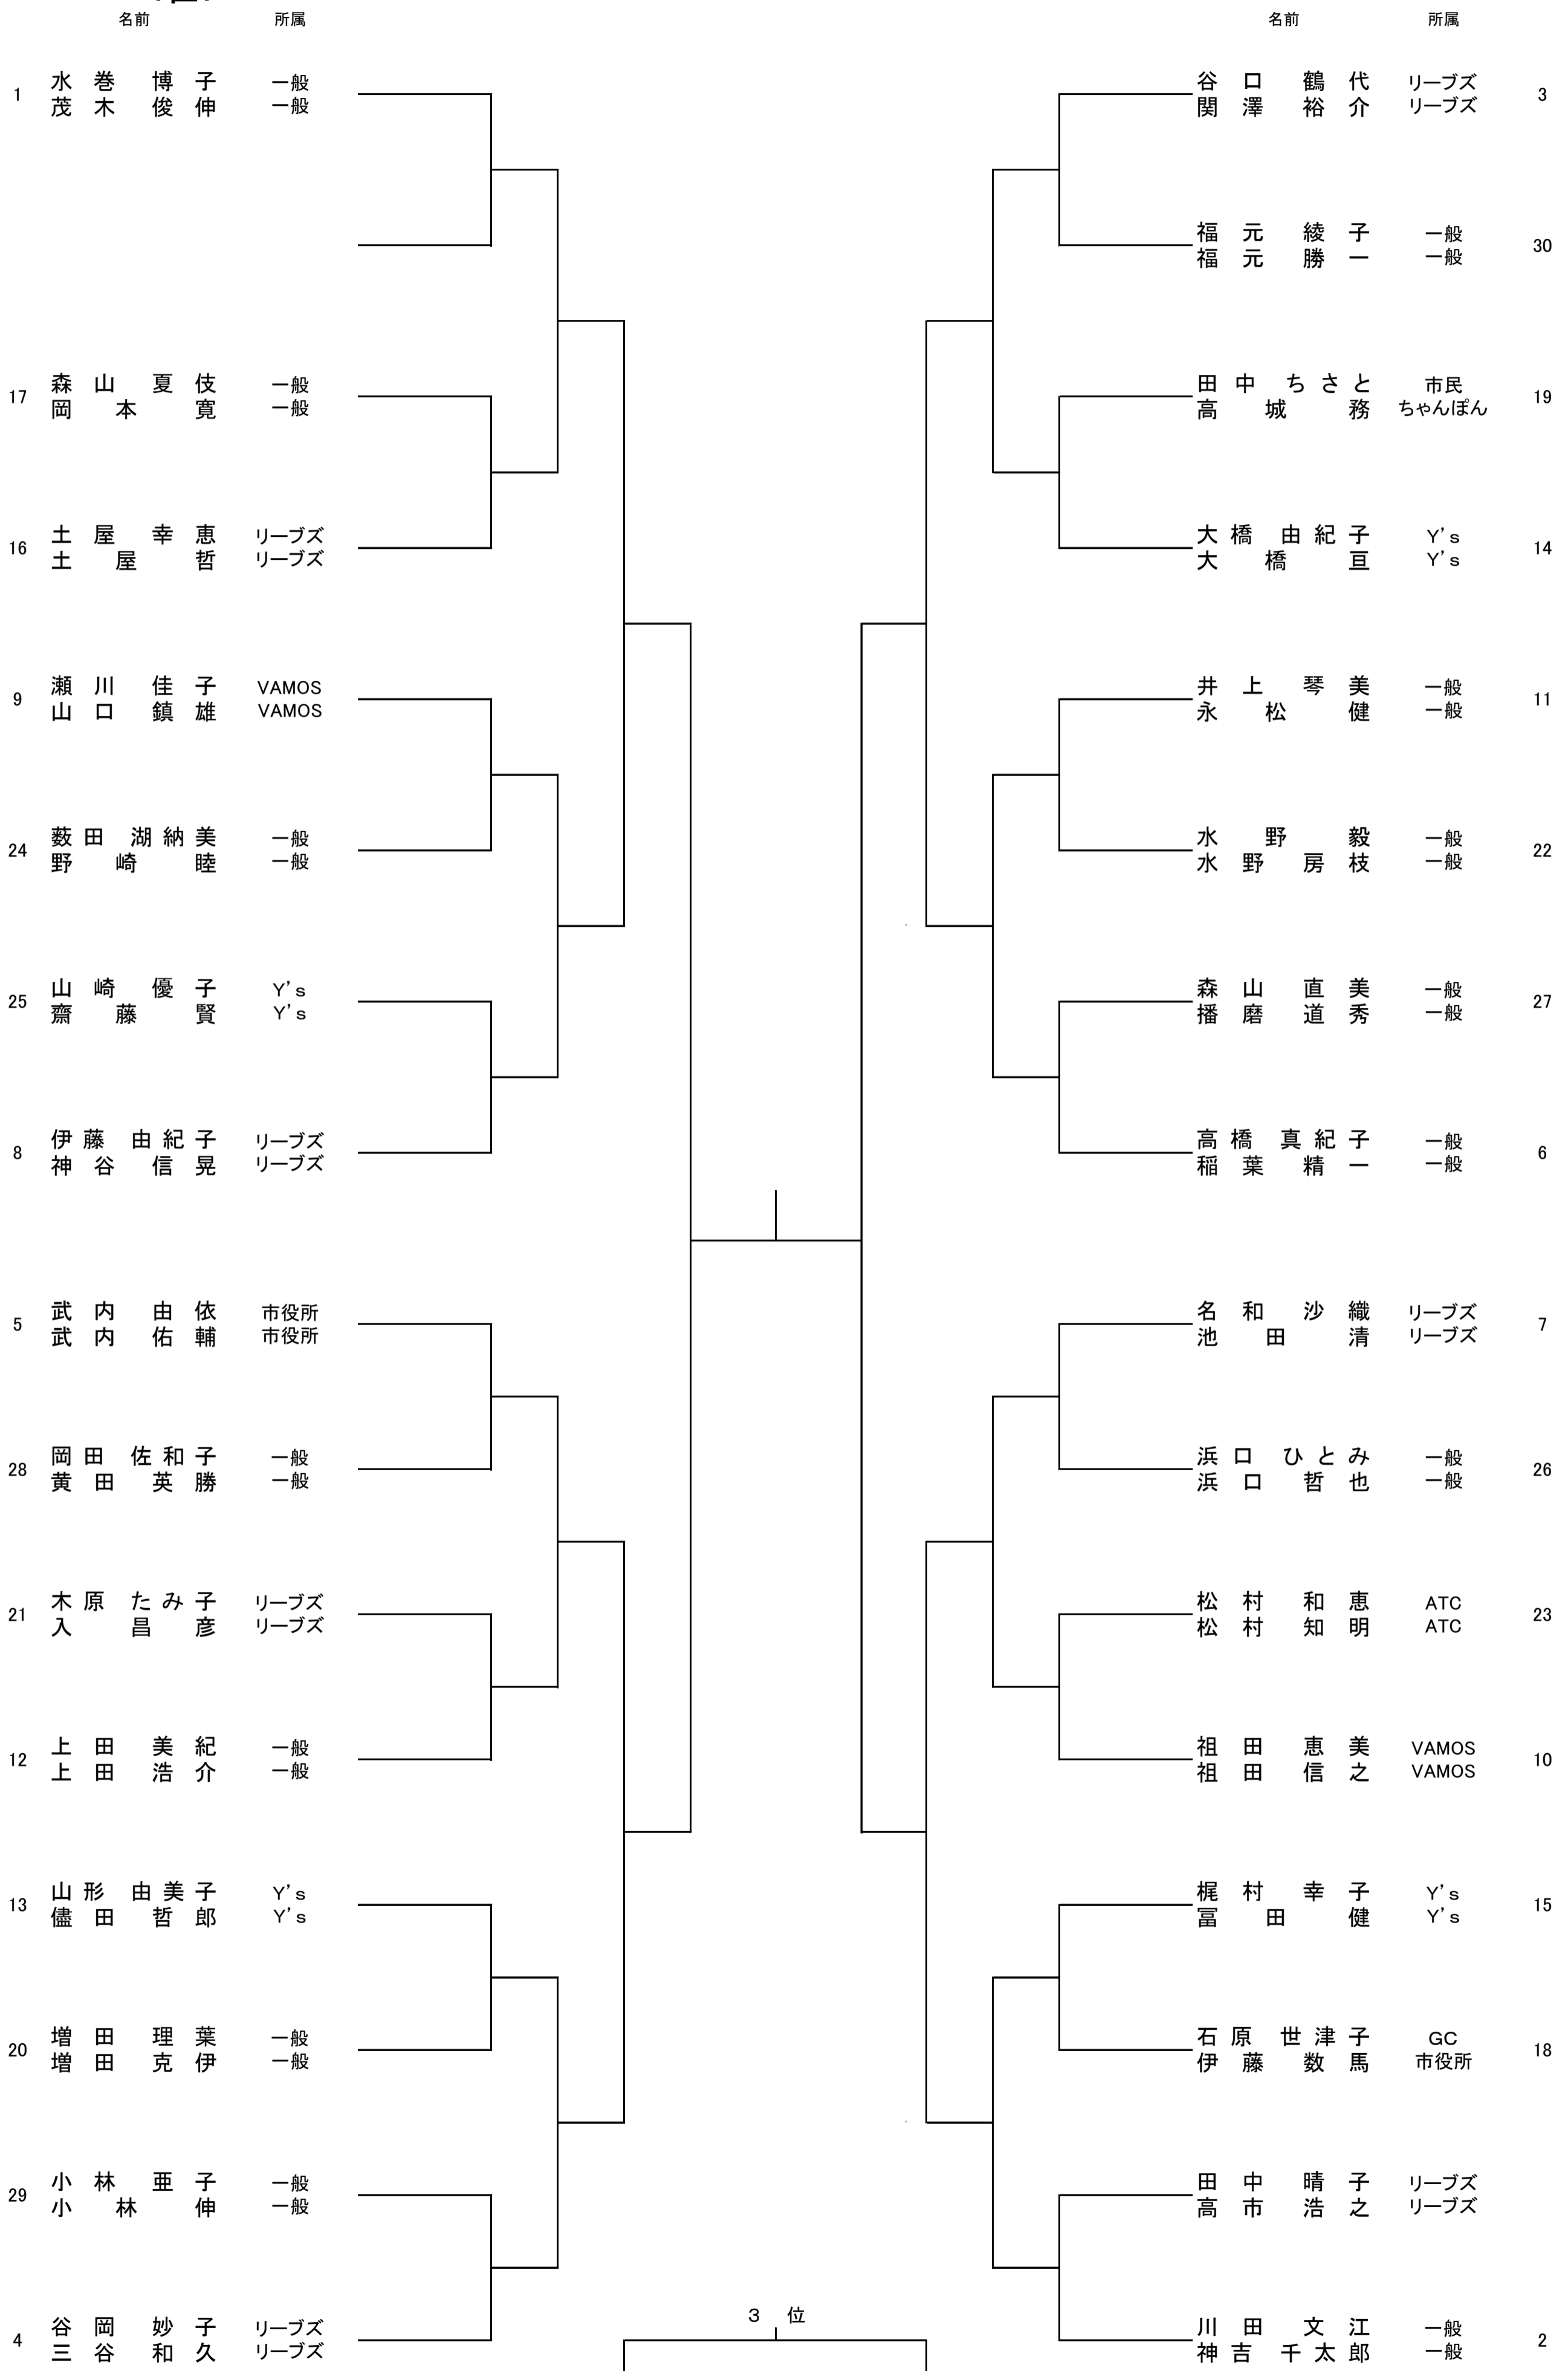 名前 所属
1 水巻 博子 一般
茂木 俊伸 一般
17 森山 夏伎 一般
岡本 寛 一般
16 土屋 幸恵 リーブズ
土屋 哲 リーブズ
9 瀬川 佳子 VAMOS
山口 鎮雄 VAMOS
24 薮田 湖納美 一般
野崎 睦 一般
25 山崎 優子 Y's
齋藤 賢 Y's
8 伊藤 由紀子 リーブズ
神谷 信晃 リーブズ
5 武内 由依 市役所
武内 佑輔 市役所
28 岡田 佐和子 一般
黄田 英勝 一般
21 木原 たみ子 リーブズ
入 昌彦 リーブズ
12 上田 美紀 一般
上田 浩介 一般
13 山形 由美子 Y's
儘田 哲郎 Y's
20 増田 理葉 一般
増田 克伊 一般
29 小林 亜子 一般
小林 伸 一般
4 谷岡 妙子 リーブズ
三谷 和久 リーブズ
3 位
名前 所属
谷口 鶴代 リーブズ 3
関澤 裕介 リーブズ
福元 綾子 一般 30
福元 勝一 一般
田中 ちさと 市民 19
高城 務 ちゃんぽん
大橋 由紀子 Y's 14
大橋 亘 Y's
井上 琴美 一般 11
永松 健 一般
水野 毅 一般 22
水野 房枝 一般
森山 直美 一般 27
播磨 道秀 一般
高橋 真紀子 一般 6
稲葉 精一 一般
名和 沙織 リーブズ 7
池田 清 リーブズ
浜口 ひとみ 一般 26
浜口 哲也 一般
松村 和恵 ATC 23
松村 知明 ATC
祖田 恵美 VAMOS 10
祖田 信之 VAMOS
梶村 幸子 Y's 15
冨田 健 Y's
石原 世津子 GC 18
伊藤 数馬 市役所
田中 晴子 リーブズ
高市 浩之 リーブズ
川田 文江 一般 2
神吉 千太郎 一般